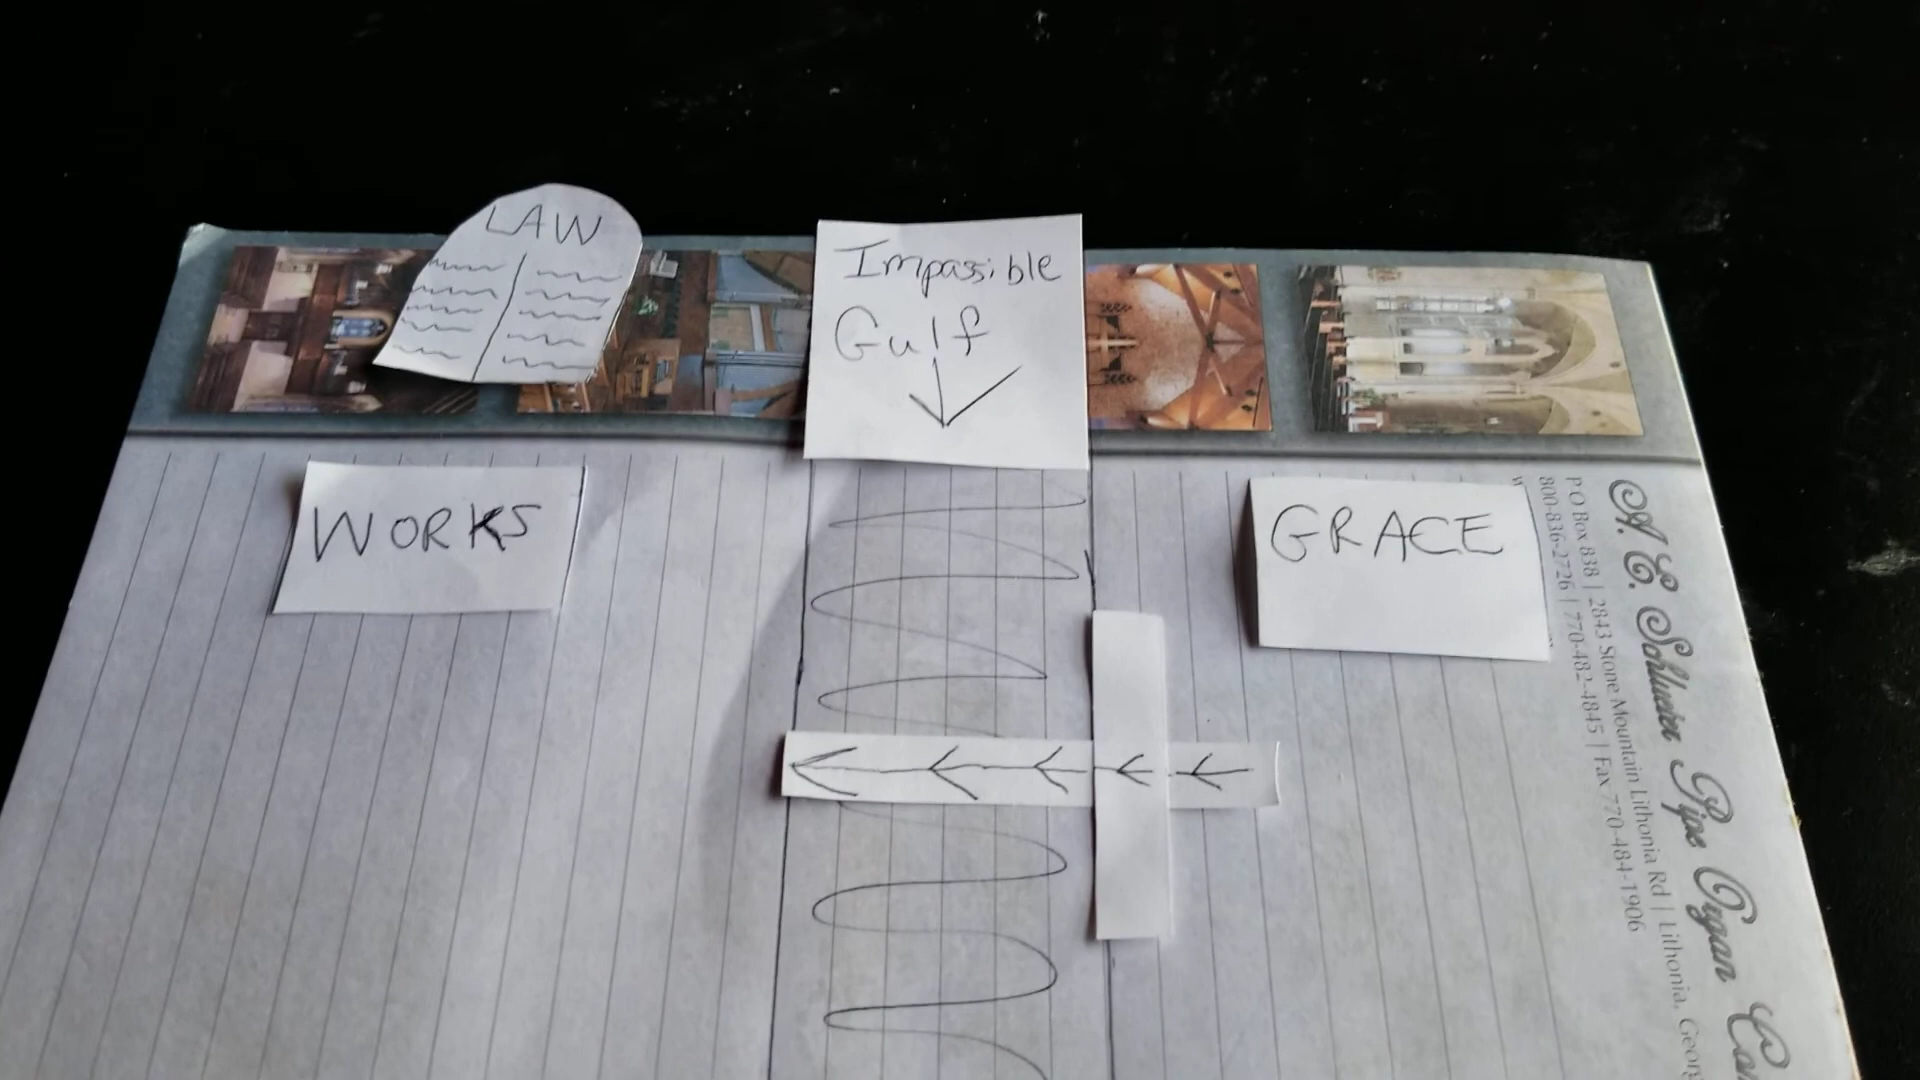 LAW
Impassible
Gulf
WORKS
GRACE
A. E. Schlueter Pipe Organ Co
P O Box 838 | 2843 Stone Mountain Lithonia Rd | Lithonia, Georg
800-836-2726 | 770-482-4845 | Fax 770-484-1906
w